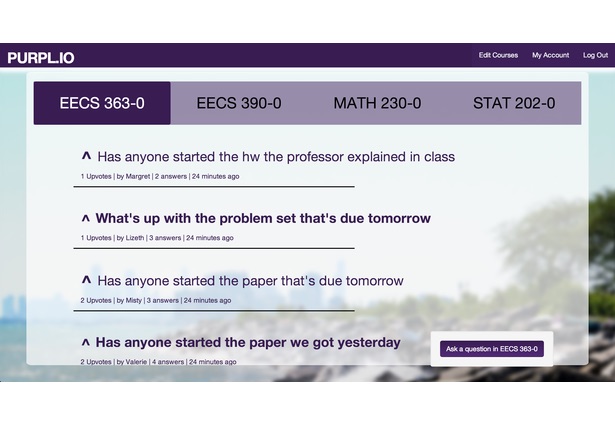 PURPL.IO
Edit Courses My Account Log Out
EECS 363-0 EECS 390-0 MATH 230-0 STAT 202-0
^ Has anyone started the hw the professor explained in class
1 Upvotes | by Margret | 2 answers | 24 minutes ago
^ What's up with the problem set that's due tomorrow
1 Upvotes | by Lizeth | 3 answers | 24 minutes ago
^ Has anyone started the paper that's due tomorrow
2 Upvotes | by Misty | 3 answers | 24 minutes ago
^ Has anyone started the paper we got yesterday
2 Upvotes | by Valerie | 4 answers | 24 minutes ago
Ask a question in EECS 363-0